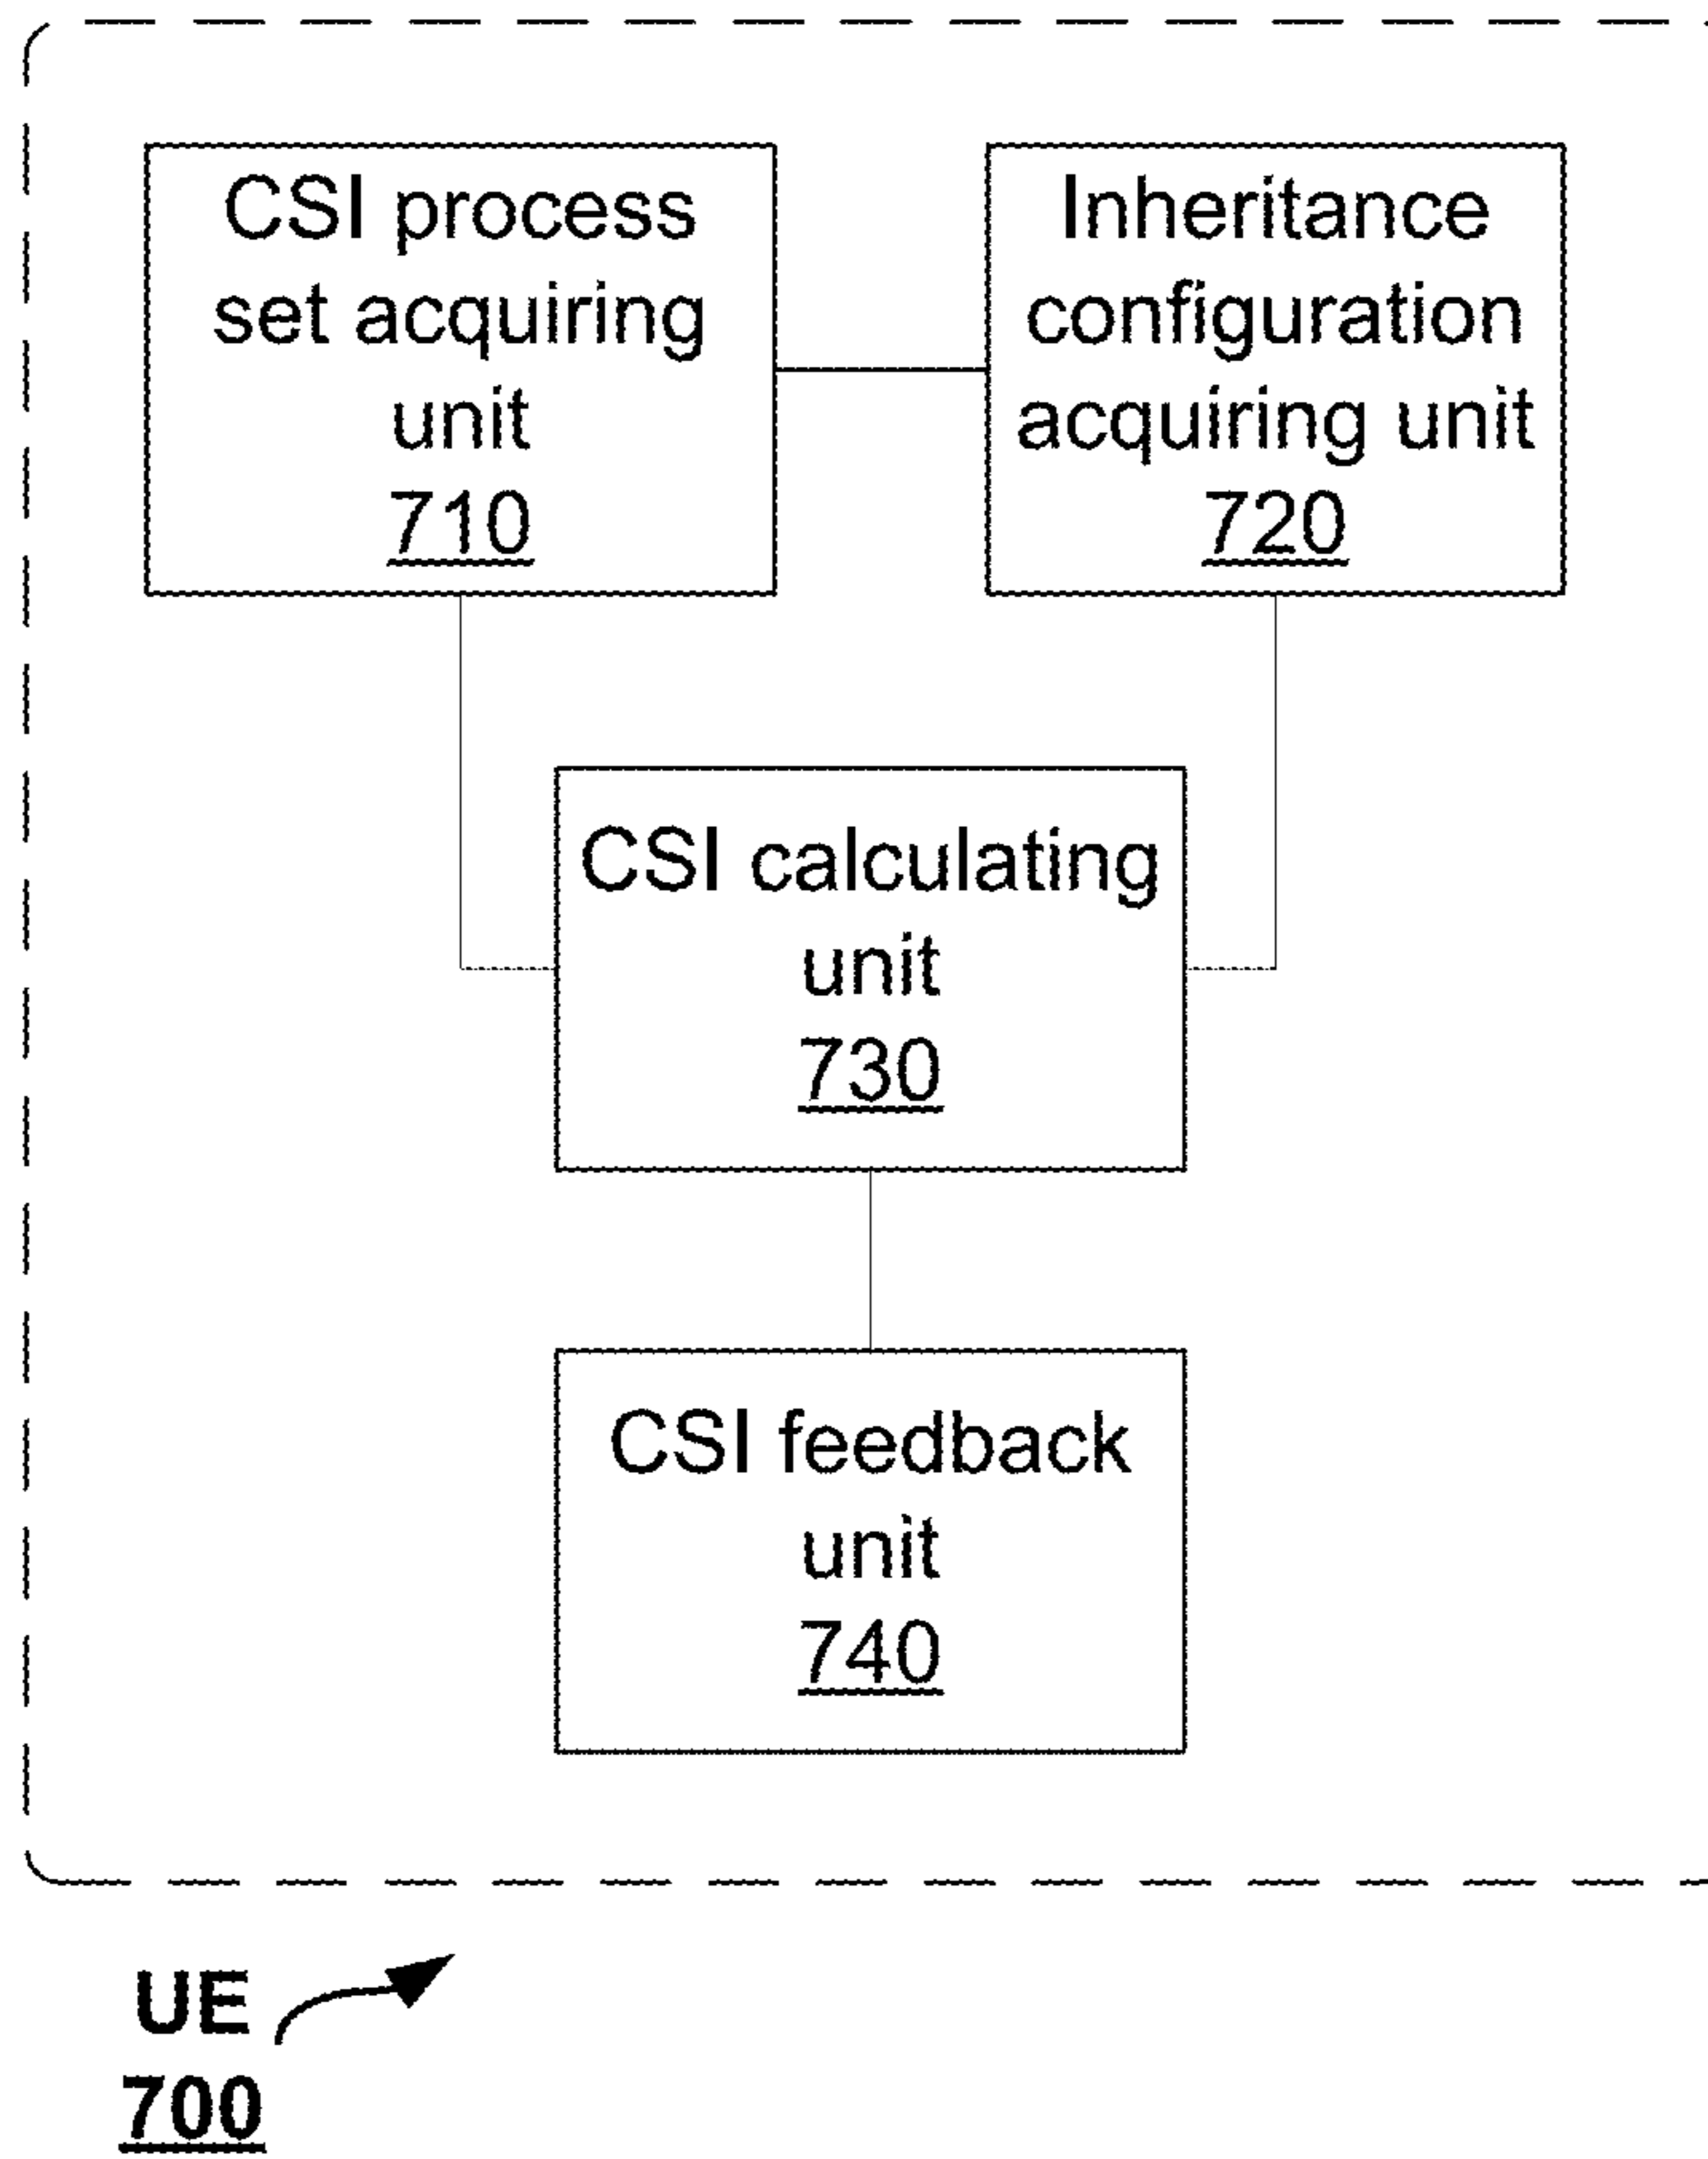 CSI process
set acquiring
unit
710
Inheritance
configuration
acquiring unit
720
CSI calculating
unit
730
CSI feedback
unit
740
UE
700